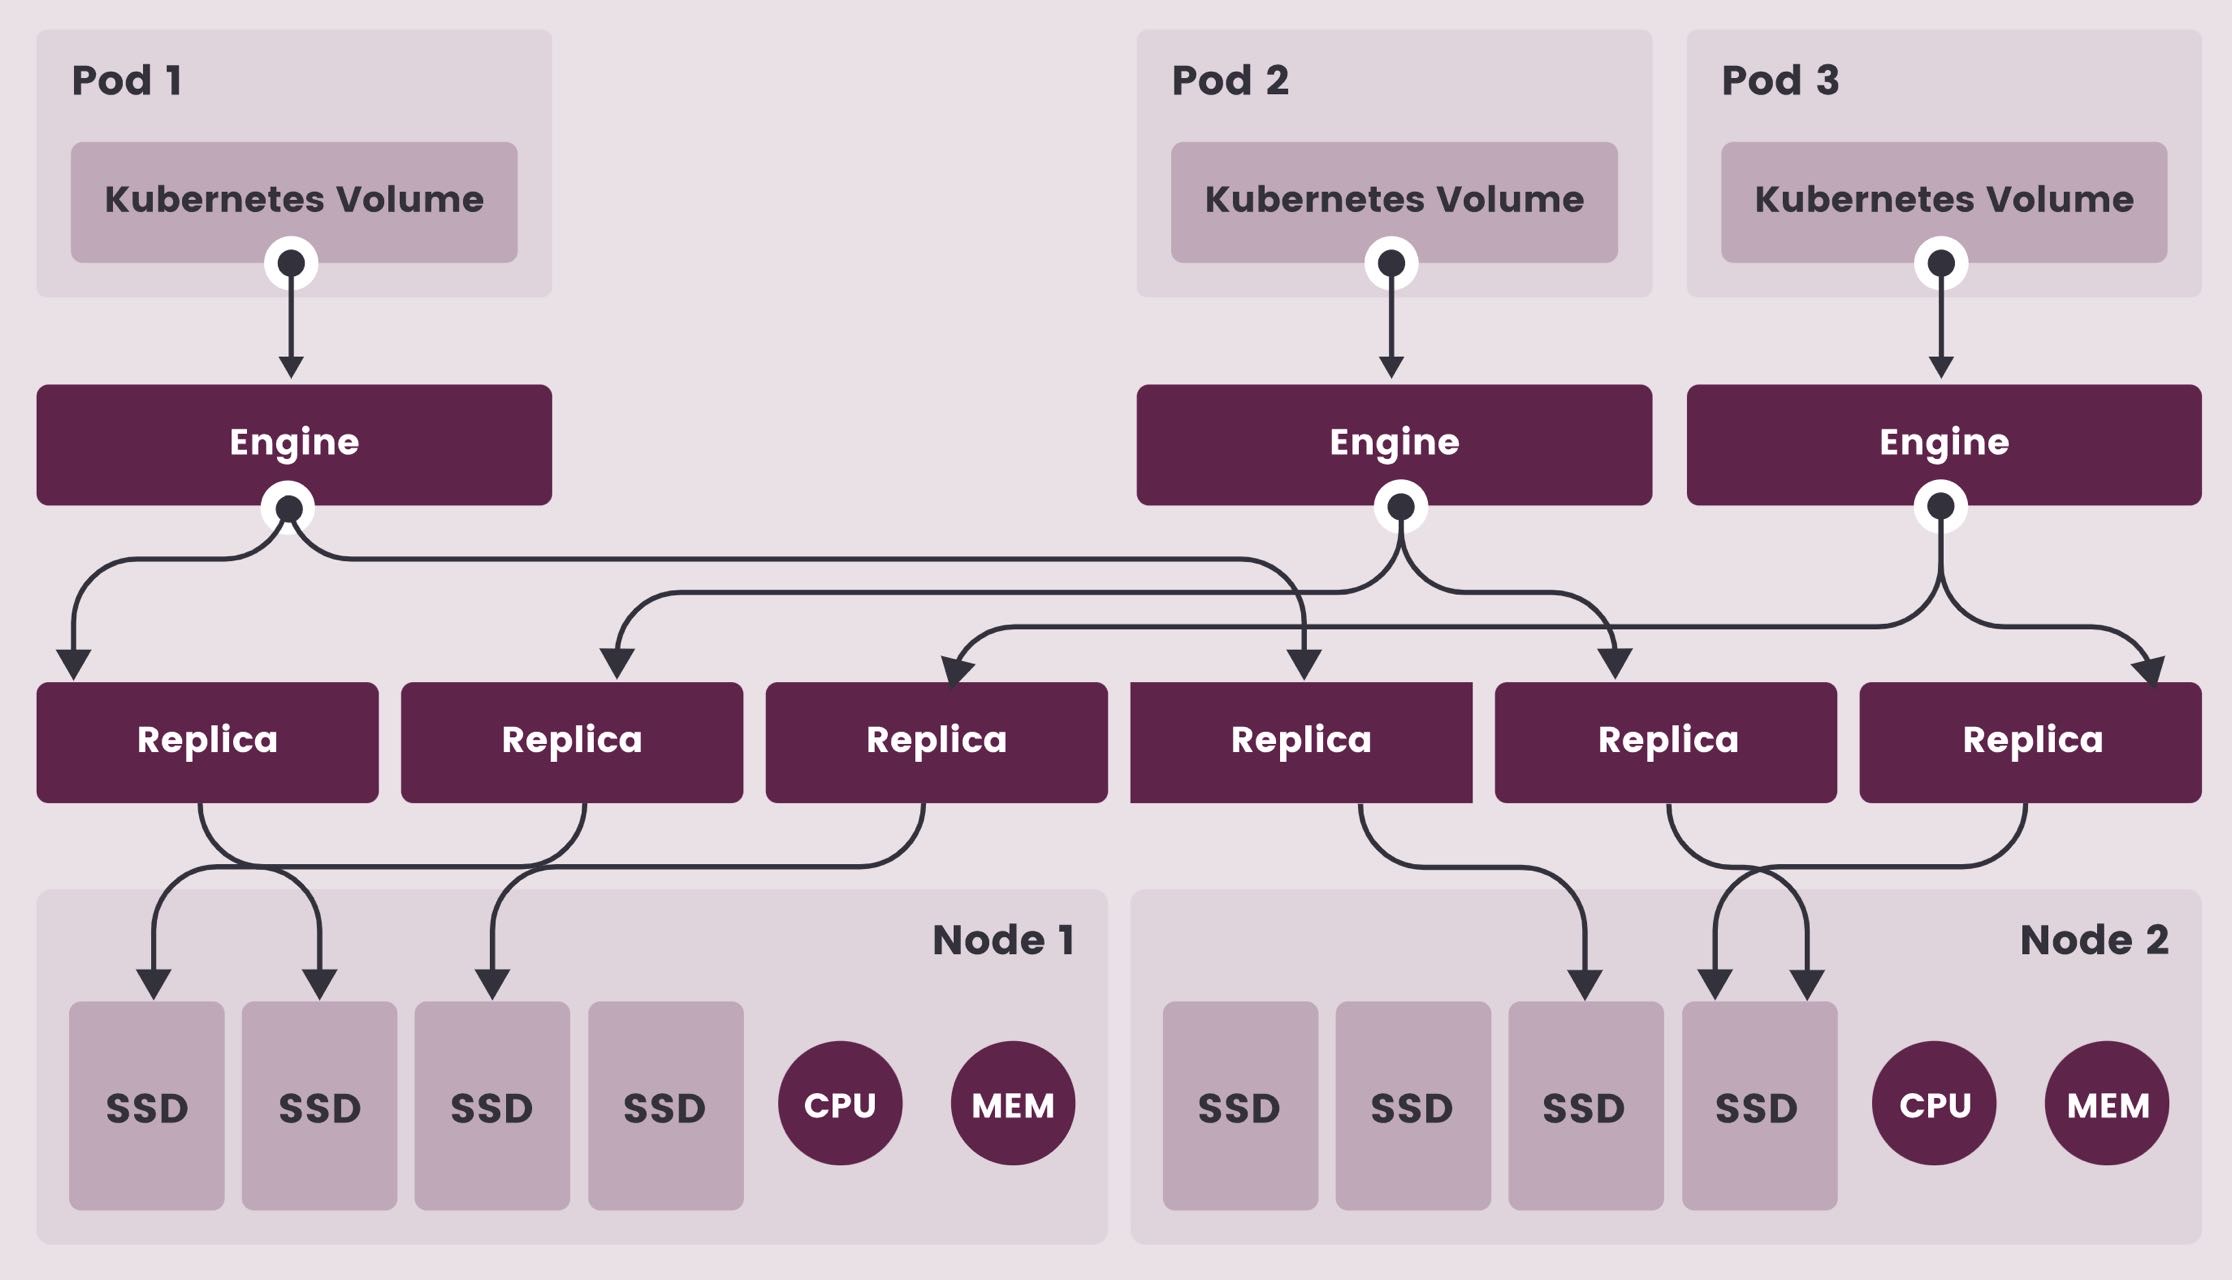 Pod 1
Pod 2
Pod 3
Kubernetes Volume
Kubernetes Volume
Kubernetes Volume
Engine
Engine
Engine
Replica
Replica
Replica
Replica
Replica
Replica
Node 1
Node 2
SSD
SSD
SSD
SSD
CPU
MEM
SSD
SSD
SSD
SSD
CPU
MEM